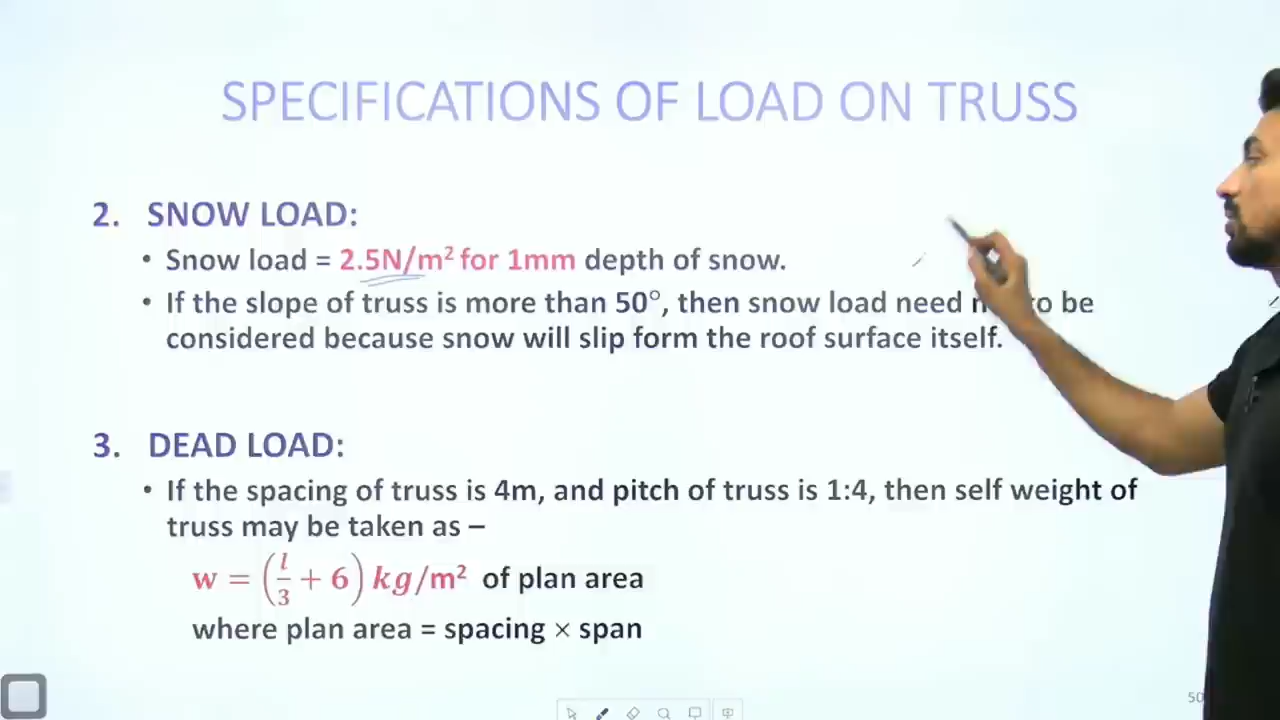 SPECIFICATIONS OF LOAD ON TRUSS
2. SNOW LOAD:
• Snow load = 2.5N/m² for 1mm depth of snow.
• If the slope of truss is more than 50°, then snow load need to be
considered because snow will slip form the roof surface itself.
3. DEAD LOAD:
• If the spacing of truss is 4m, and pitch of truss is 1:4, then self weight of
truss may be taken as –
w = (l/3 + 6) kg/m² of plan area
where plan area = spacing × span
50